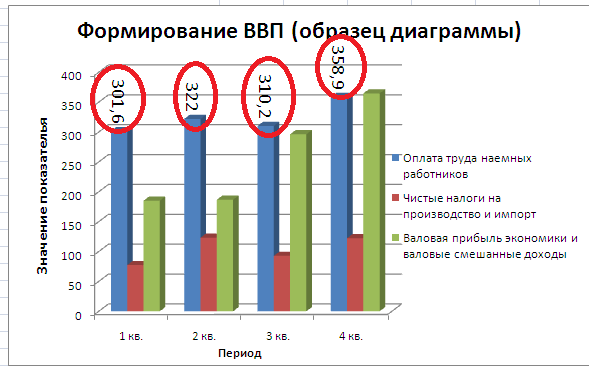 Формирование ВВП (образец диаграммы)
301,6
322
310,2
358,9
400
350
300
250
200
150
100
50
0
Значение показателья
1 кв.
2 кв.
3 кв.
4 кв.
Период
Оплата труда наемных
работников
Чистые налоги на
производство и импорт
Валовая прибыль экономики и
валовые смешанные доходы